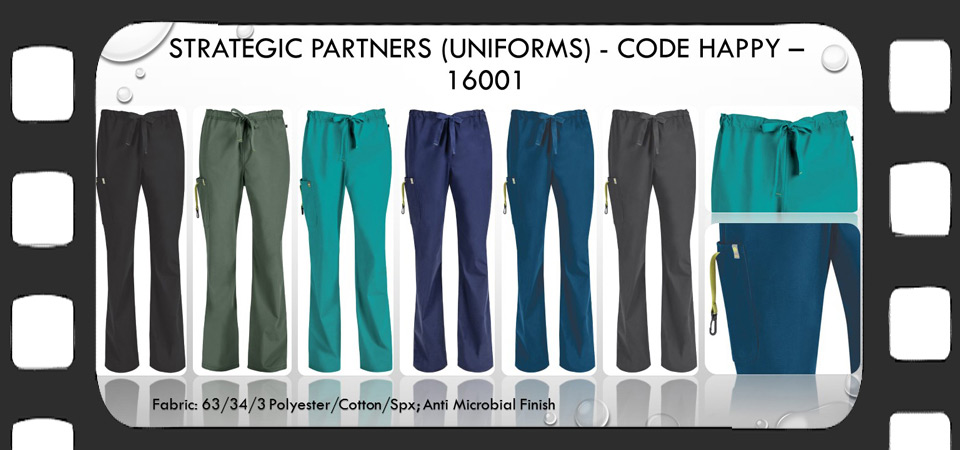 STRATEGIC PARTNERS (UNIFORMS) - CODE HAPPY –
16001
Fabric: 63/34/3 Polyester/Cotton/Spx; Anti Microbial Finish